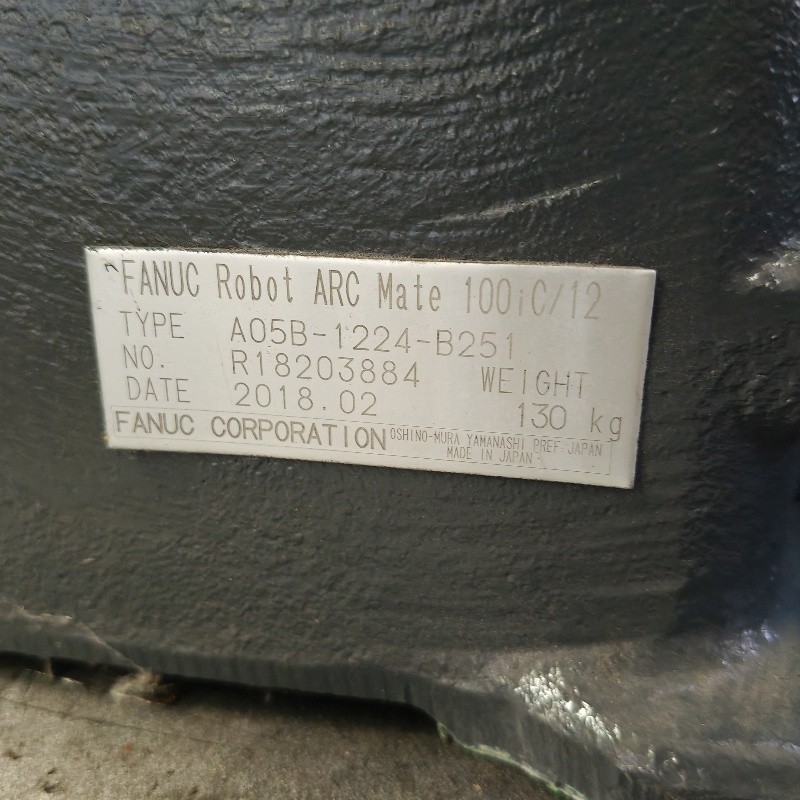 FANUC Robot ARC Mate 100iC/12
TYPE A05B-1224-B251
NO. R18203884 WEIGHT
DATE 2018.02 130 kg
FANUC CORPORATION OSHINO-MURA YAMANASHI PREF. JAPAN
MADE IN JAPAN